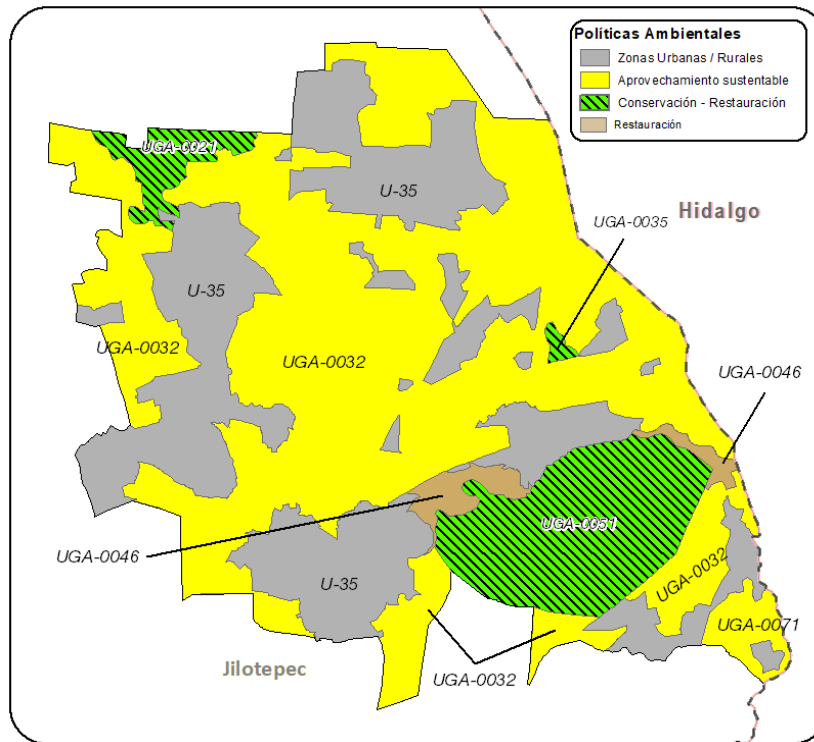 Políticas Ambientales
Zonas Urbanas / Rurales
Aprovechamiento sustentable
Conservación - Restauración
Restauración
UGA-0021
U-35
UGA-0035
Hidalgo
U-35
UGA-0032
UGA-0032
UGA-0046
UGA-0051
UGA-0046
U-35
UGA-0032
UGA-0071
Jilotepec
UGA-0032